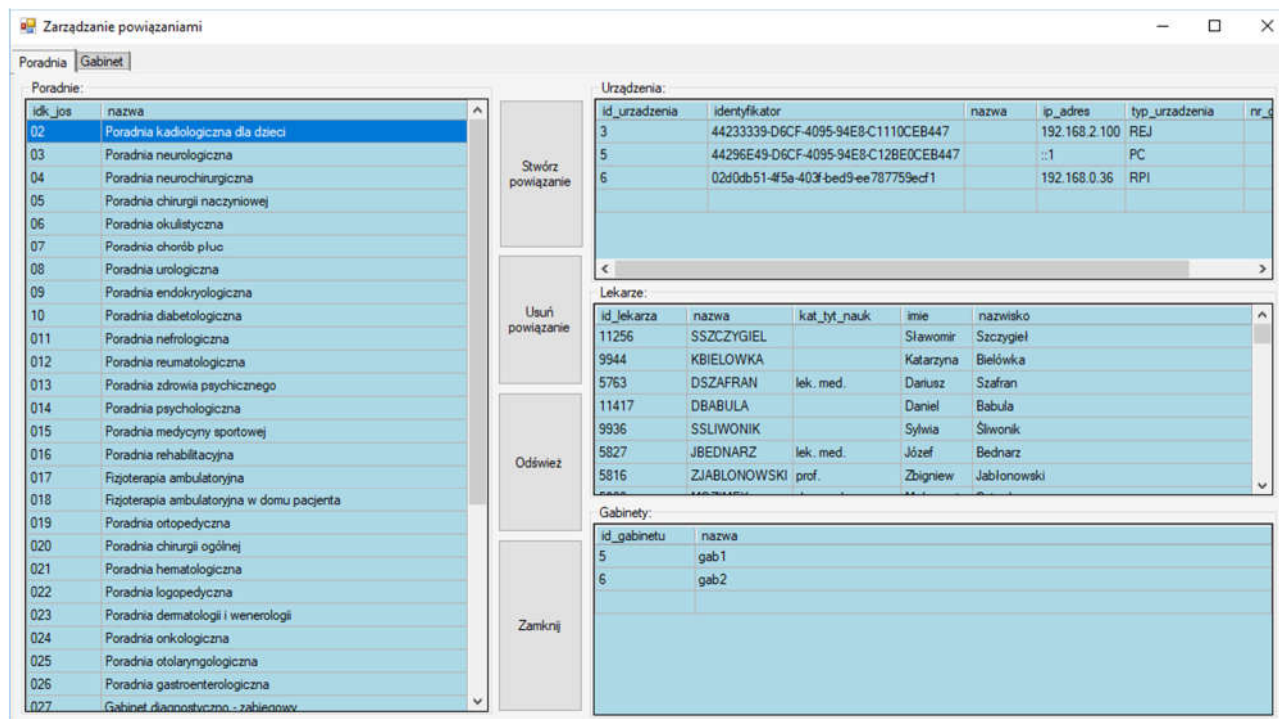 Zarządzanie powiązaniami
Poradnia Gabinet
Poradnie:
idk_jos nazwa
02 Poradnia kadiologiczna dla dzieci
03 Poradnia neurologiczna
04 Poradnia neurochirurgiczna
05 Poradnia chirurgii naczyniowej
06 Poradnia okulistyczna
07 Poradnia chorób płuc
08 Poradnia urologiczna
09 Poradnia endokryologiczna
10 Poradnia diabetologiczna
011 Poradnia nefrologiczna
012 Poradnia reumatologiczna
013 Poradnia zdrowia psychicznego
014 Poradnia psychologiczna
015 Poradnia medycyny sportowej
016 Poradnia rehabilitacyjna
017 Fizjoterapia ambulatoryjna
018 Fizjoterapia ambulatoryjna w domu pacjenta
019 Poradnia ortopedyczna
020 Poradnia chirurgii ogólnej
021 Poradnia hematologiczna
022 Poradnia logopedyczna
023 Poradnia dermatologii i wenerologii
024 Poradnia onkologiczna
025 Poradnia otolaryngologiczna
026 Poradnia gastroenterologiczna
027 Gabinet diagnostyczno - zabiegowy
Stwórz
powiązanie
Usuń
powiązanie
Odśwież
Zamknij
Urządzenia:
id_urzadzenia identyfikator nazwa ip_adres typ_urzadzenia
3 44233339-D6CF-4095-94E8-C1110CEB447 192.168.2.100 REJ
5 44296E49-D6CF-4095-94E8-C12BE0CEB447 ::1 PC
6 02d0db51-4f5a-403f-bed9-ee787759ecf1 192.168.0.36 RPI
Lekarze:
id_lekarza nazwa kat_tyt_nauk imie nazwisko
11256 SSZCZYGIEL Sławomir Szczygieł
9944 KBIELOWKA Katarzyna Bielówka
5763 DSZAFRAN lek. med. Dariusz Szafran
11417 DBABULA Daniel Babula
9936 SSLIWONIK Sylwia Śliwonik
5827 JBEDNARZ lek. med. Józef Bednarz
5816 ZJABLONOWSKI prof. Zbigniew Jabłonowski
Gabinety:
id_gabinetu nazwa
5 gab1
6 gab2